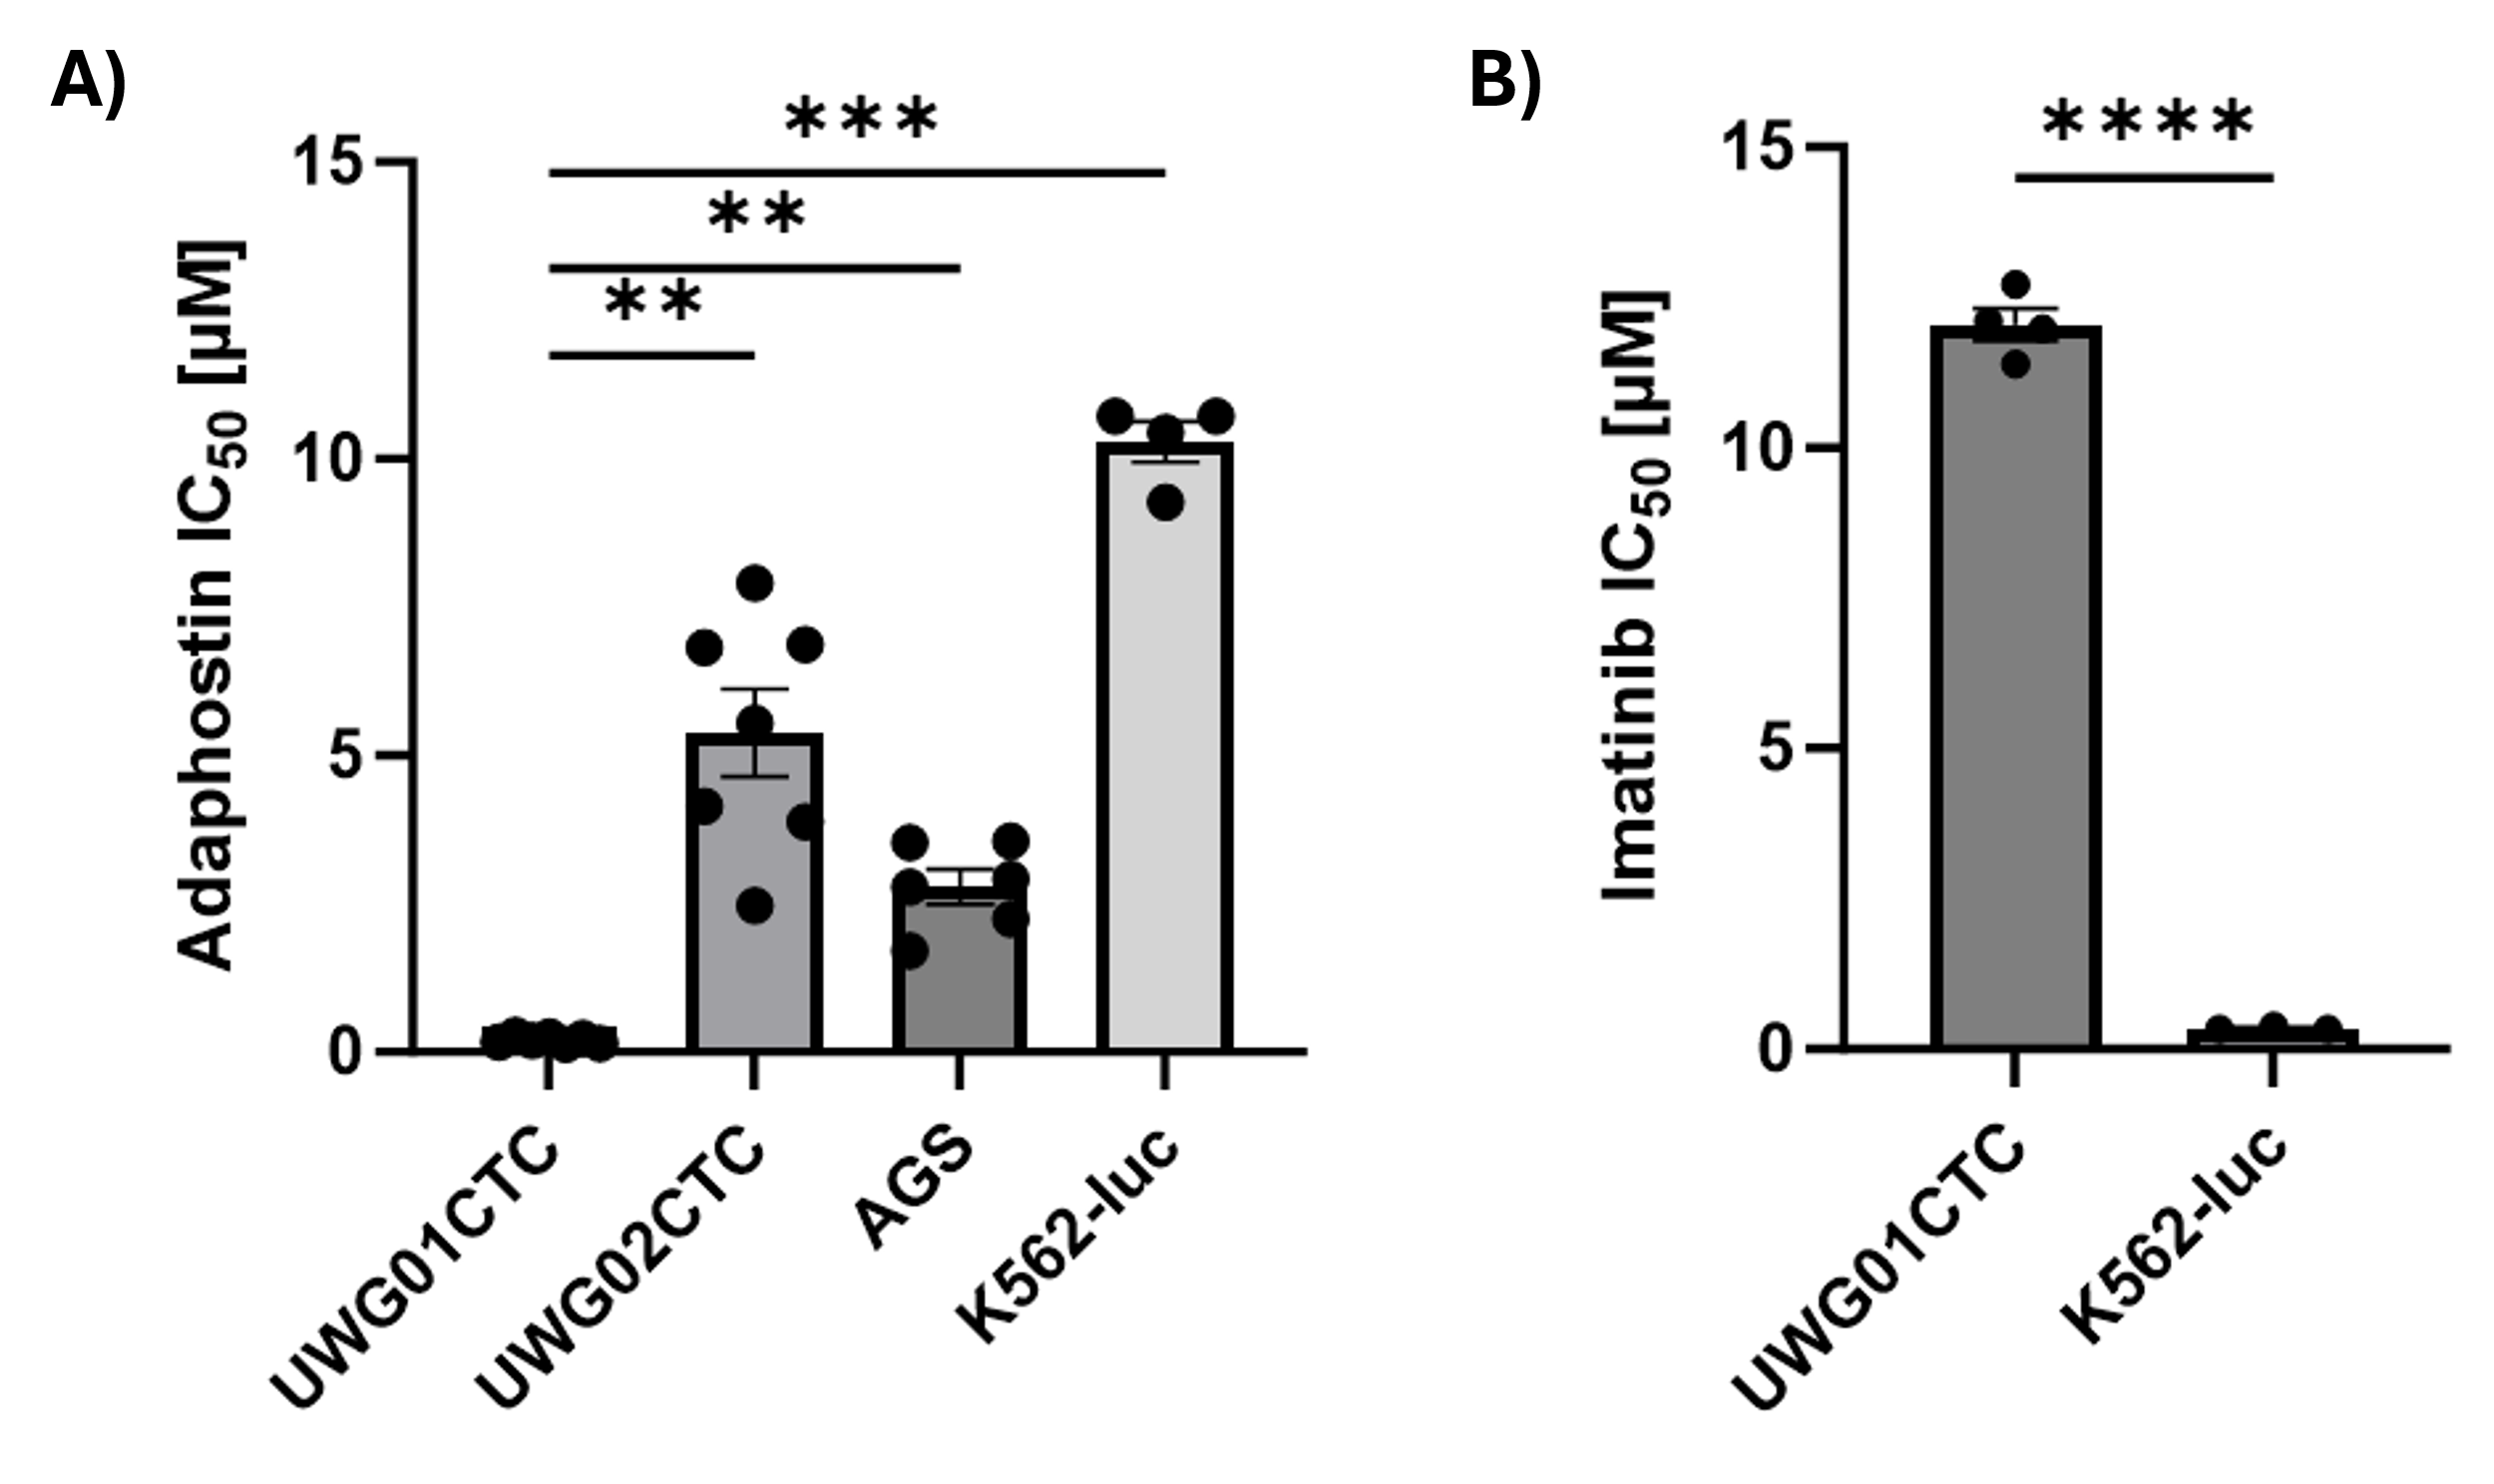 A)
Adaphostin IC50 [µM]
15
10
5
0
***
**
**
UWG01CTC
UWG02CTC
AGS
K562-luc
B)
Imatinib IC50 [µM]
15
10
5
0
****
UWG01CTC
K562-luc